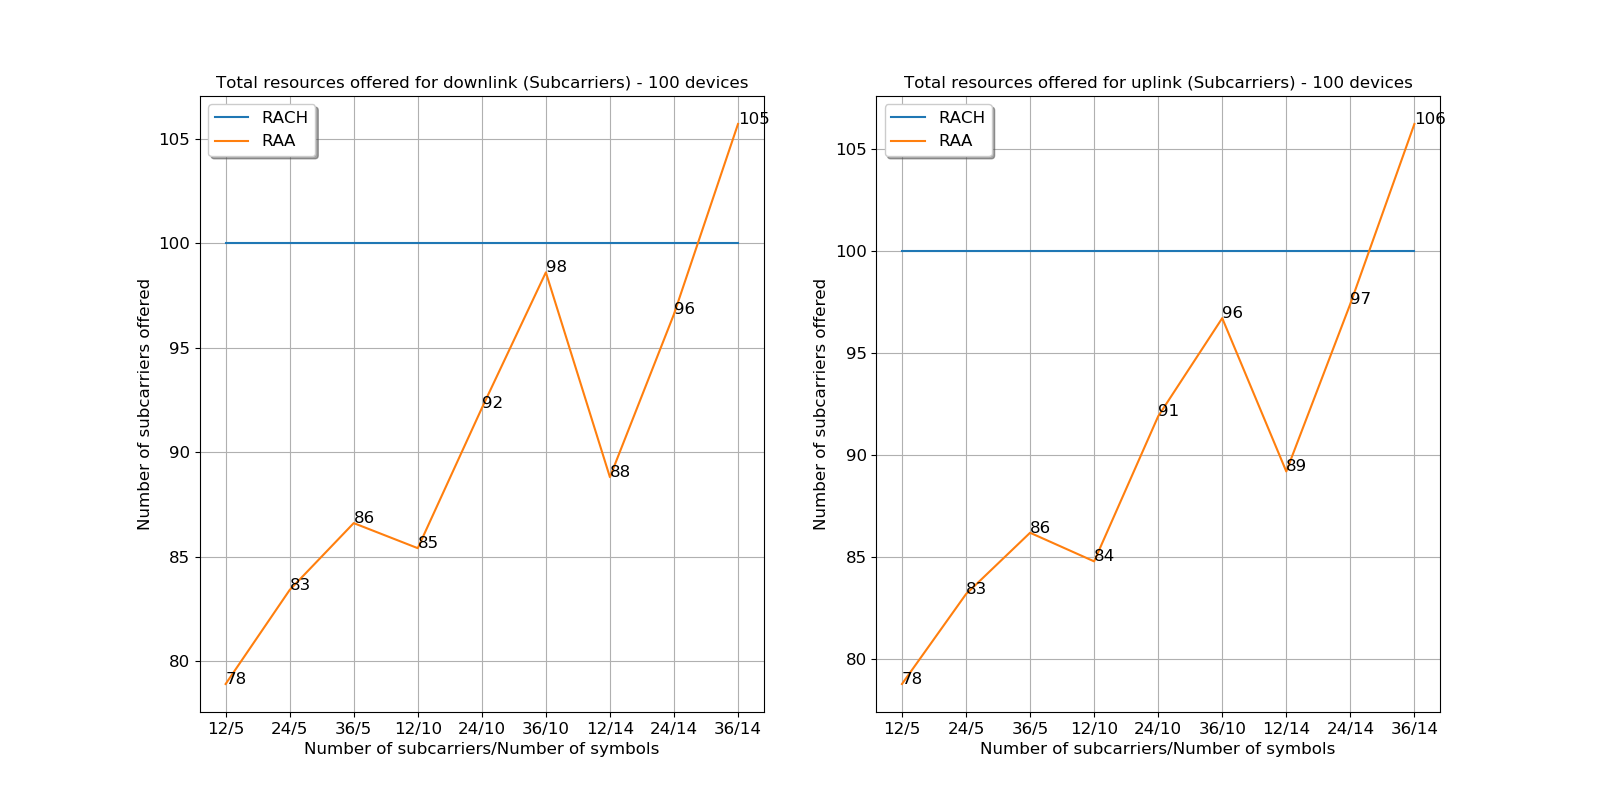 Total resources offered for downlink (Subcarriers) - 100 devices
RACH
RAA
Number of subcarriers offered
105
100
95
90
85
80
78
83
86
85
92
98
88
96
105
12/5 24/5 36/5 12/10 24/10 36/10 12/14 24/14 36/14
Number of subcarriers/Number of symbols
Total resources offered for uplink (Subcarriers) - 100 devices
RACH
RAA
Number of subcarriers offered
105
100
95
90
85
80
78
83
86
84
91
96
89
97
106
12/5 24/5 36/5 12/10 24/10 36/10 12/14 24/14 36/14
Number of subcarriers/Number of symbols